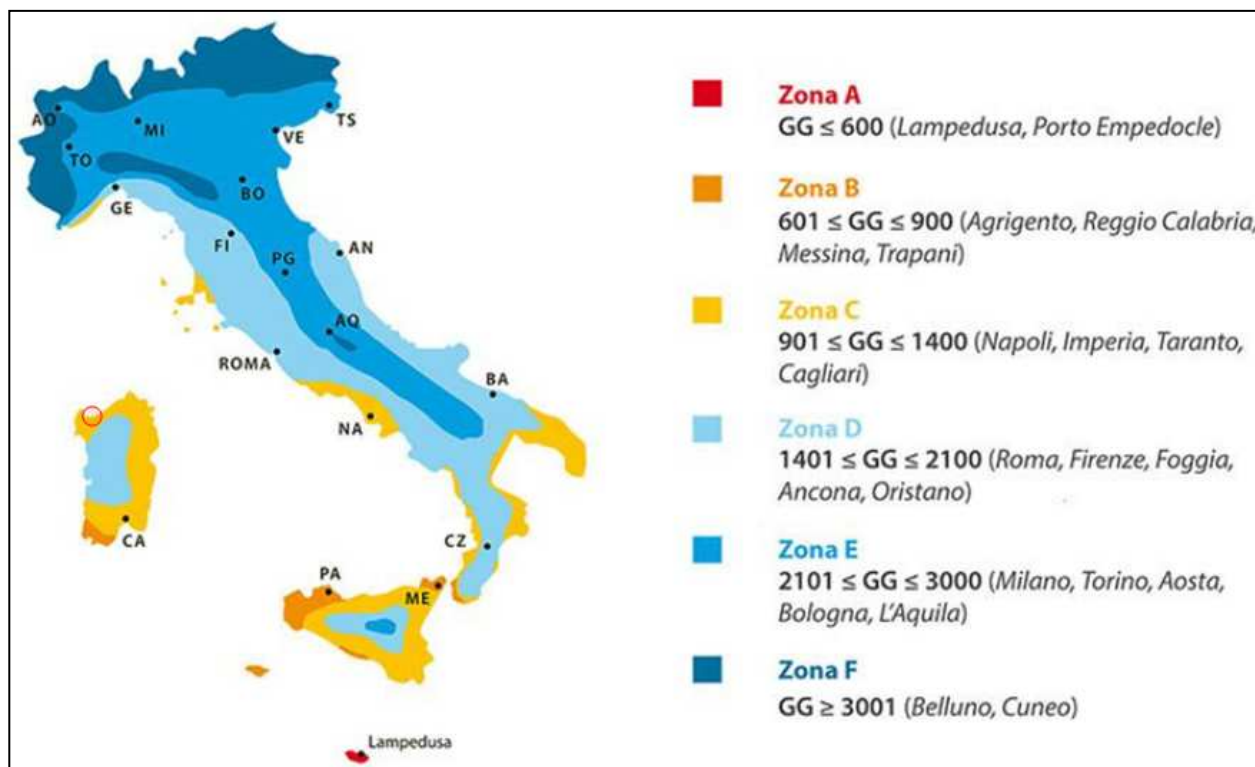 AO
MI
TS
VE
TO
BO
GE
FI
AN
PG
AQ
ROMA
BA
NA
CA
CZ
PA
ME
Lampedusa
Zona A
GG ≤ 600 (Lampedusa, Porto Empedocle)
Zona B
601 ≤ GG ≤ 900 (Agrigento, Reggio Calabria,
Messina, Trapani)
Zona C
901 ≤ GG ≤ 1400 (Napoli, Imperia, Taranto,
Cagliari)
Zona D
1401 ≤ GG ≤ 2100 (Roma, Firenze, Foggia,
Ancona, Oristano)
Zona E
2101 ≤ GG ≤ 3000 (Milano, Torino, Aosta,
Bologna, L'Aquila)
Zona F
GG ≥ 3001 (Belluno, Cuneo)